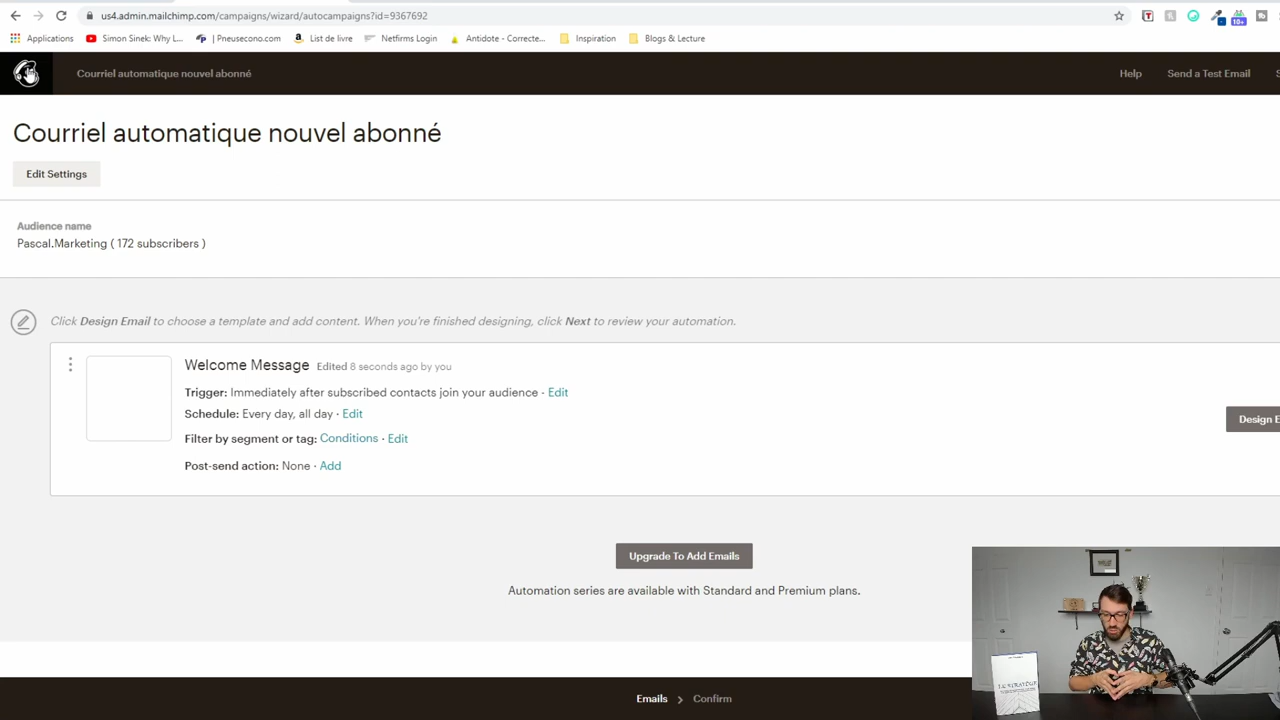 us4.admin.mailchimp.com/campaigns/wizard/autocampaigns?id=9367692
Applications
Simon Sinek: Why L...
| Pneusecono.com
List de livre
Netfirms Login
Antidote - Correcte...
Inspiration
Blogs & Lecture
Courriel automatique nouvel abonné
Help
Send a Test Email
S
Courriel automatique nouvel abonné
Edit Settings
Audience name
Pascal.Marketing ( 172 subscribers )
Click Design Email to choose a template and add content. When you're finished designing, click Next to review your automation.
Welcome Message Edited 8 seconds ago by you
Trigger: Immediately after subscribed contacts join your audience · Edit
Schedule: Every day, all day · Edit
Filter by segment or tag: Conditions · Edit
Post-send action: None · Add
Design E
Upgrade To Add Emails
Automation series are available with Standard and Premium plans.
Emails > Confirm